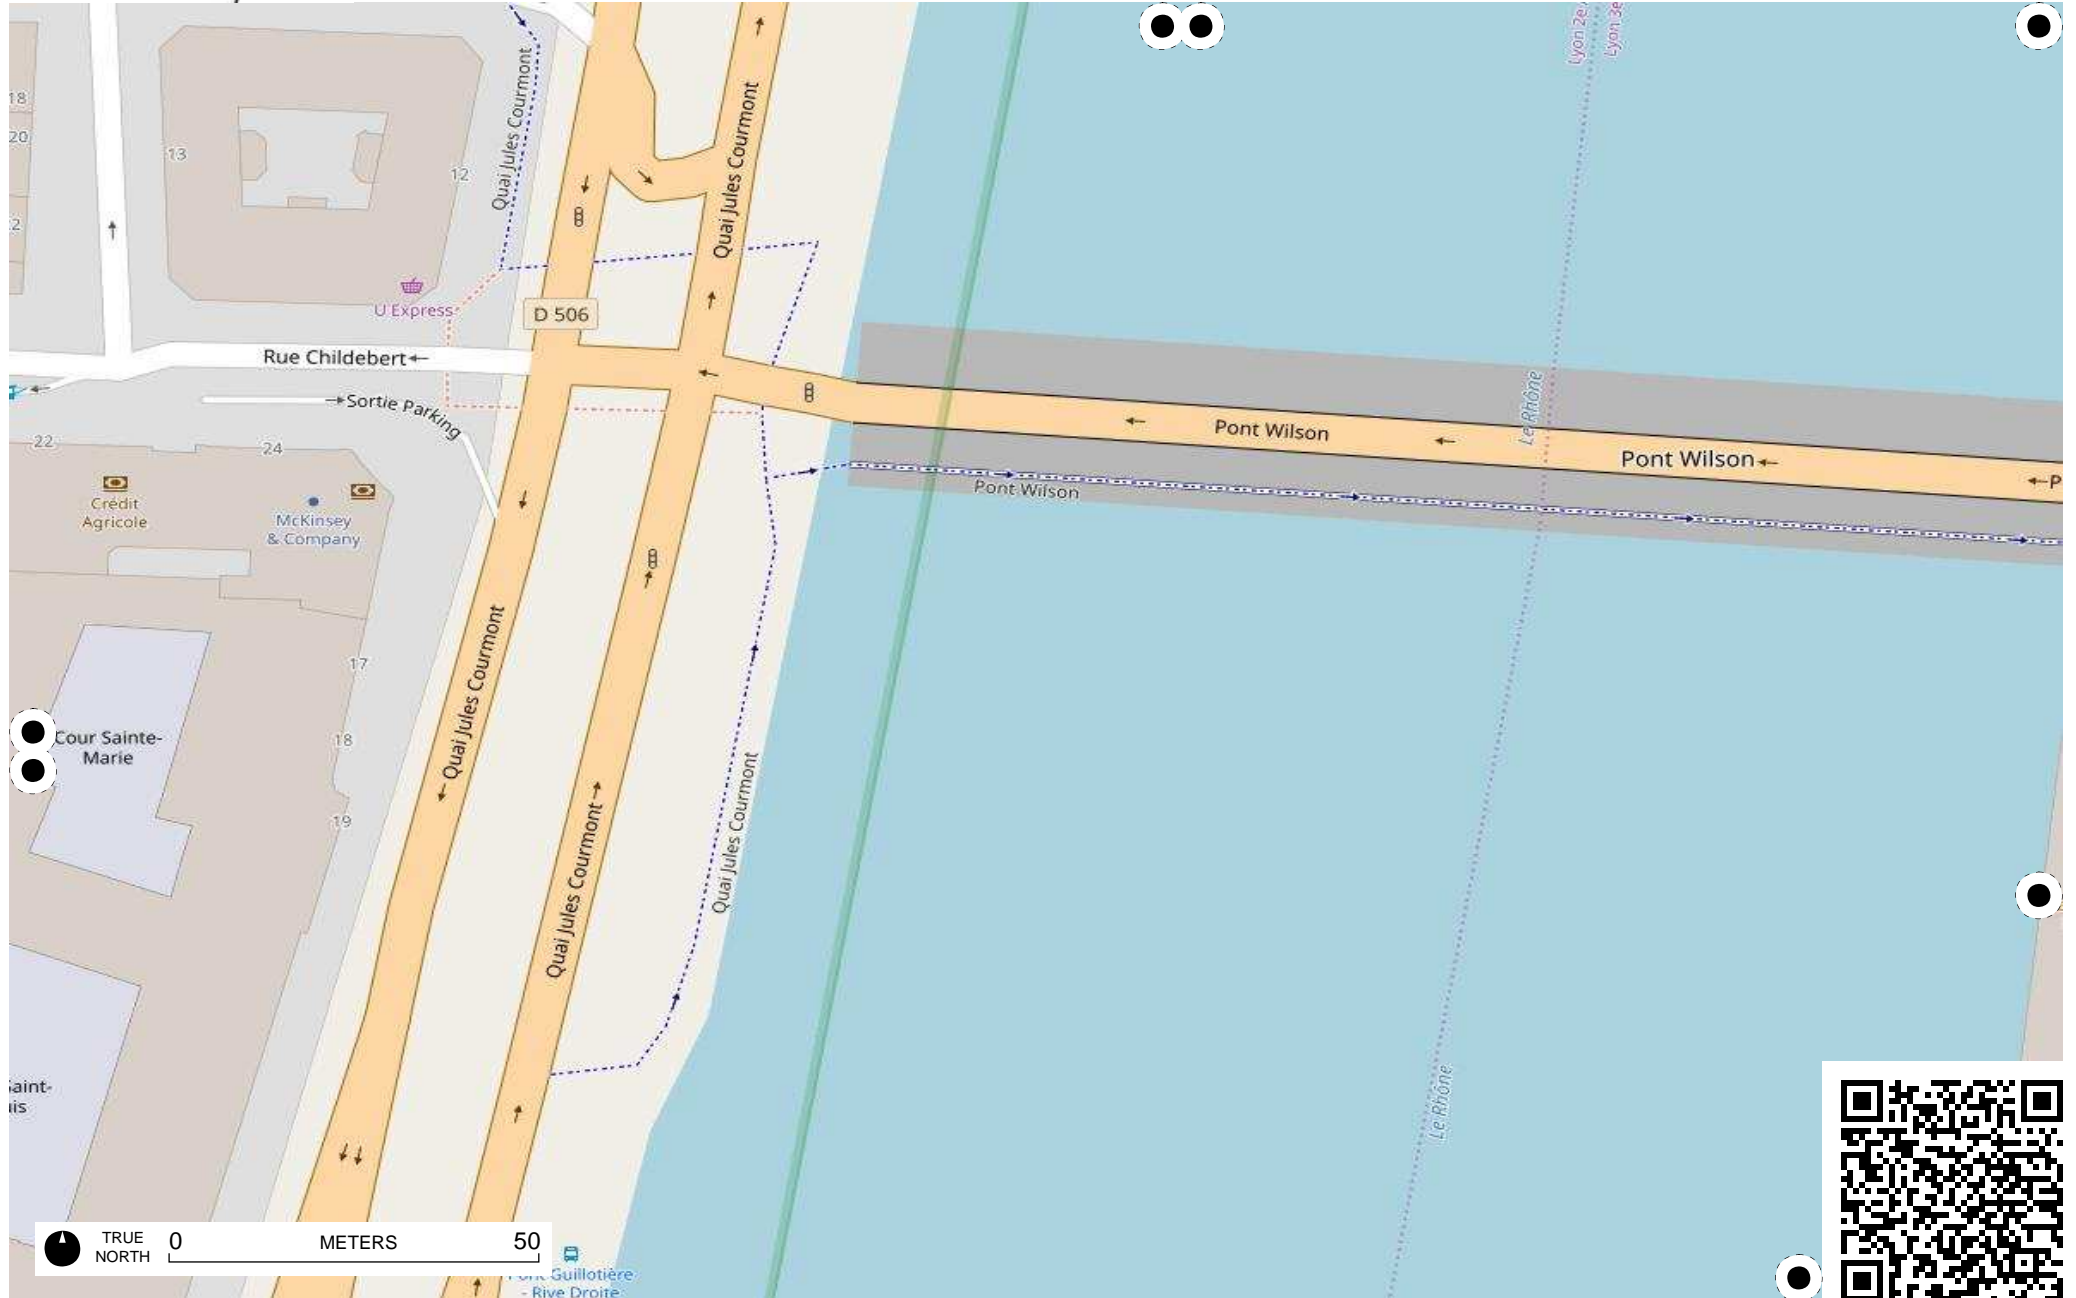 Quai Jules Courmont
Quai Jules Courmont
Lyon 2e
Lyon 3e
18
20
13
12
U Express
D 506
Rue Childebert
Sortie Parking
Le Rhône
Pont Wilson
Pont Wilson
Pont Wilson
P
22
24
Crédit
Agricole
McKinsey
& Company
17
18
19
Cour Sainte-
Marie
Quai Jules Courmont
Quai Jules Courmont
Quai Jules Courmont
Le Rhône
TRUE
NORTH
0
METERS
50
Pont Guillotière
- Rive Droite